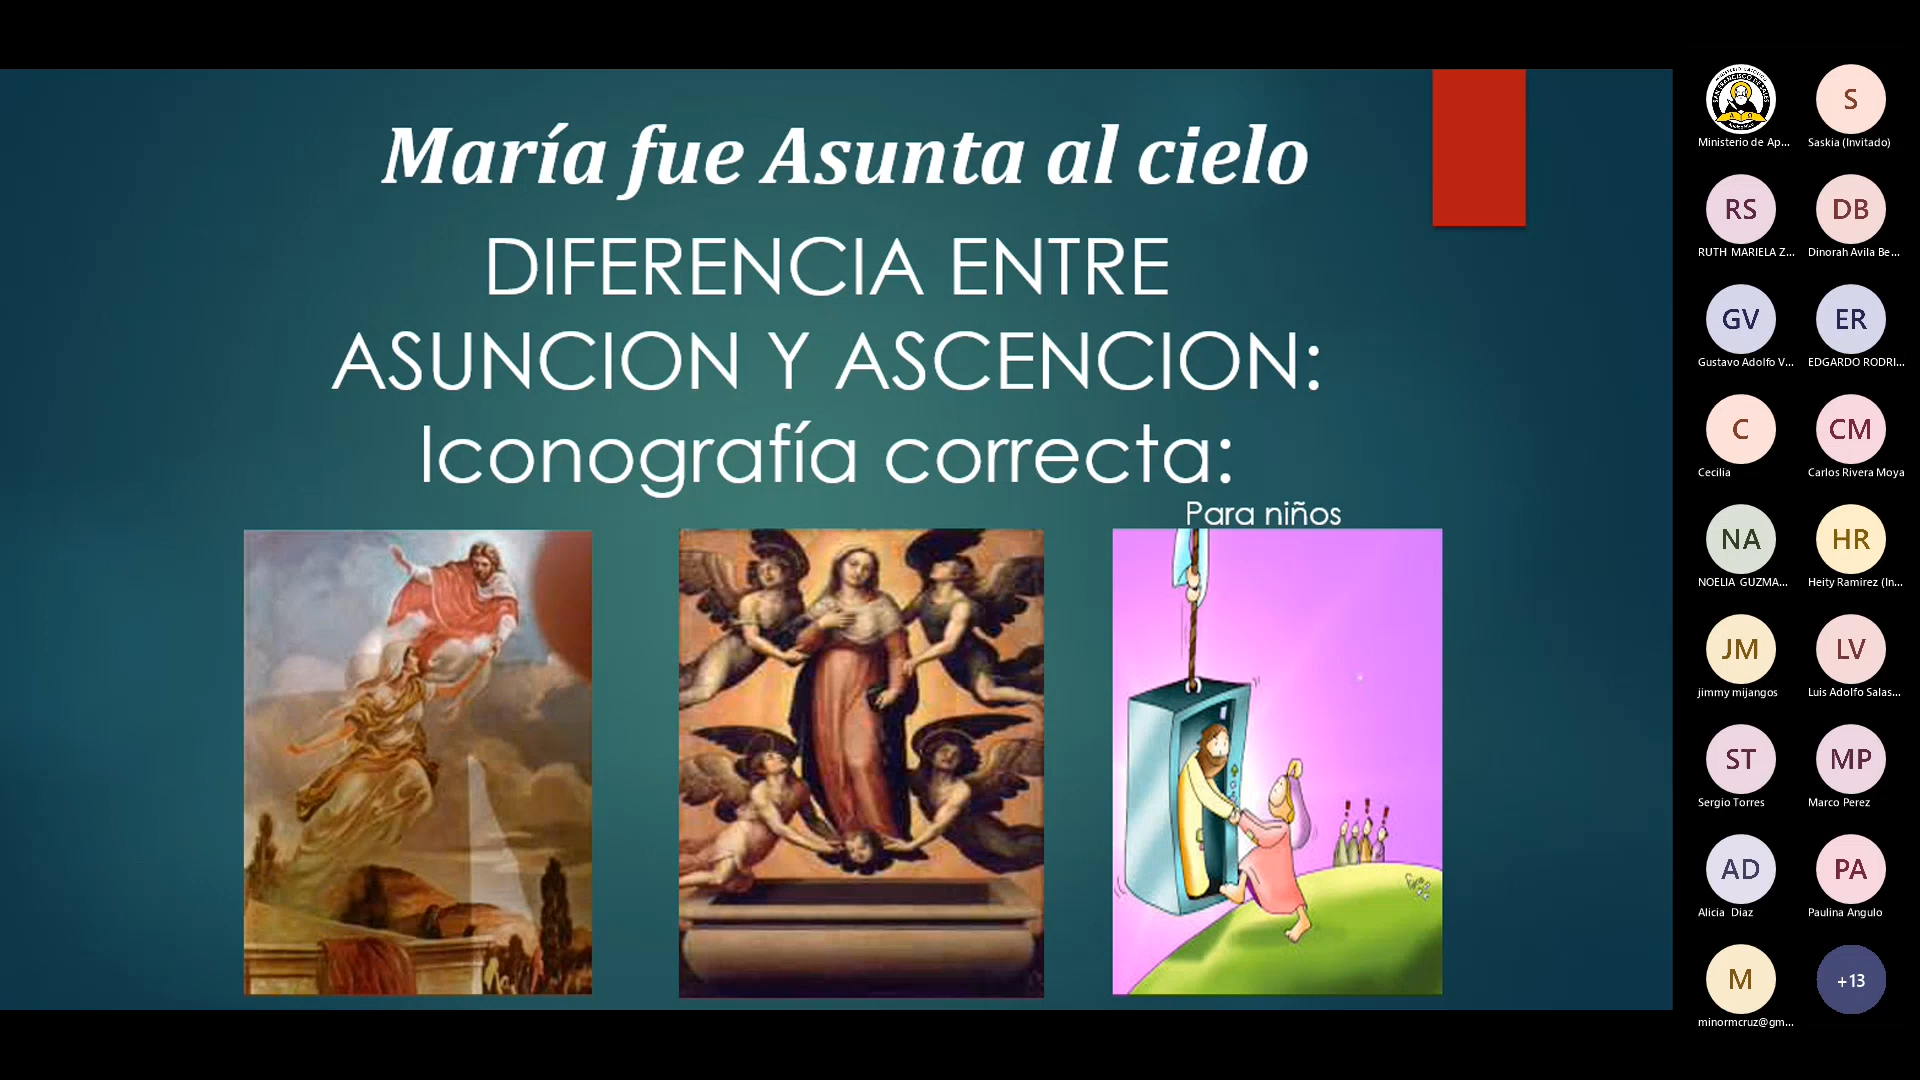 María fue Asunta al cielo
DIFERENCIA ENTRE
ASUNCION Y ASCENCION:
Iconografía correcta:
Para niños
Ministerio de Ap...
S
Saskia (Invitado)
RS
RUTH MARIELA Z...
DB
Dinorah Avila Be...
GV
Gustavo Adolfo V...
ER
EDGARDO RODRI...
C
Cecilia
CM
Carlos Rivera Moya
NA
NOELIA GUZMA...
HR
Heity Ramirez (In...
JM
jimmy mijangos
LV
Luis Adolfo Salas...
ST
Sergio Torres
MP
Marco Perez
AD
Alicia Diaz
PA
Paulina Angulo
M
minormcruz@gm...
+13